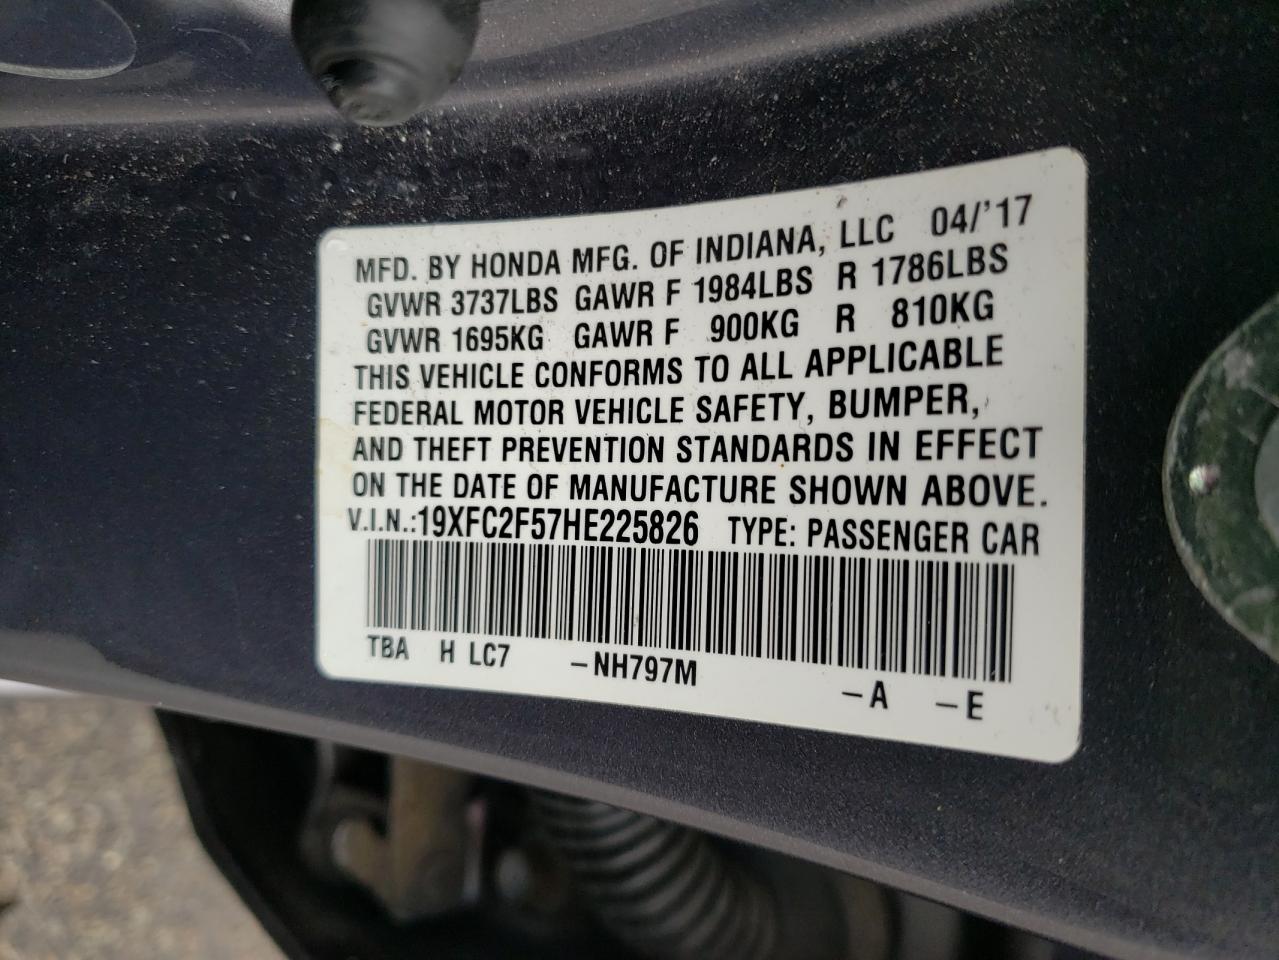 MFD. BY HONDA MFG. OF INDIANA, LLC 04/'17
GVWR 3737LBS GAWR F 1984LBS R 1786LBS
GVWR 1695KG GAWR F 900KG R 810KG
THIS VEHICLE CONFORMS TO ALL APPLICABLE
FEDERAL MOTOR VEHICLE SAFETY, BUMPER,
AND THEFT PREVENTION STANDARDS IN EFFECT
ON THE DATE OF MANUFACTURE SHOWN ABOVE.
V.I.N.:19XFC2F57HE225826 TYPE: PASSENGER CAR
TBA H LC7 –NH797M –A –E